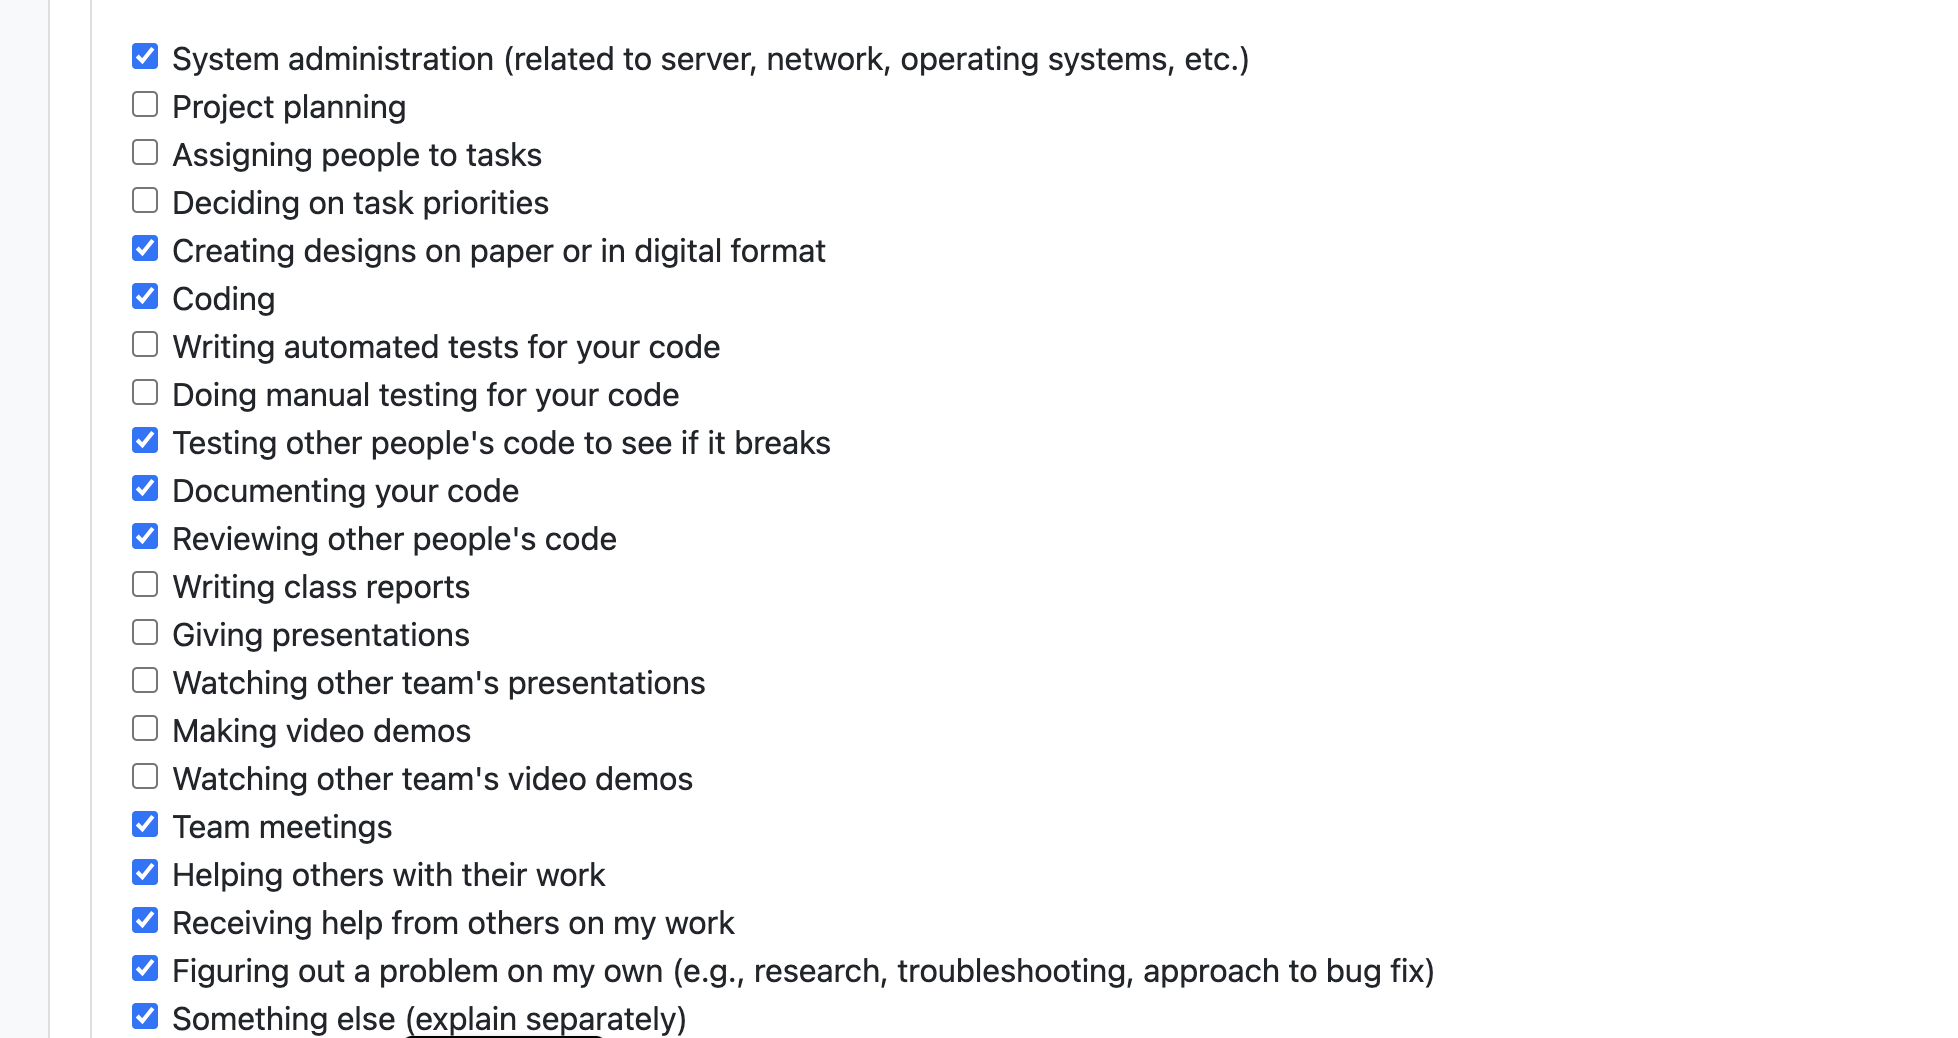 System administration (related to server, network, operating systems, etc.)
Project planning
Assigning people to tasks
Deciding on task priorities
Creating designs on paper or in digital format
Coding
Writing automated tests for your code
Doing manual testing for your code
Testing other people's code to see if it breaks
Documenting your code
Reviewing other people's code
Writing class reports
Giving presentations
Watching other team's presentations
Making video demos
Watching other team's video demos
Team meetings
Helping others with their work
Receiving help from others on my work
Figuring out a problem on my own (e.g., research, troubleshooting, approach to bug fix)
Something else (explain separately)